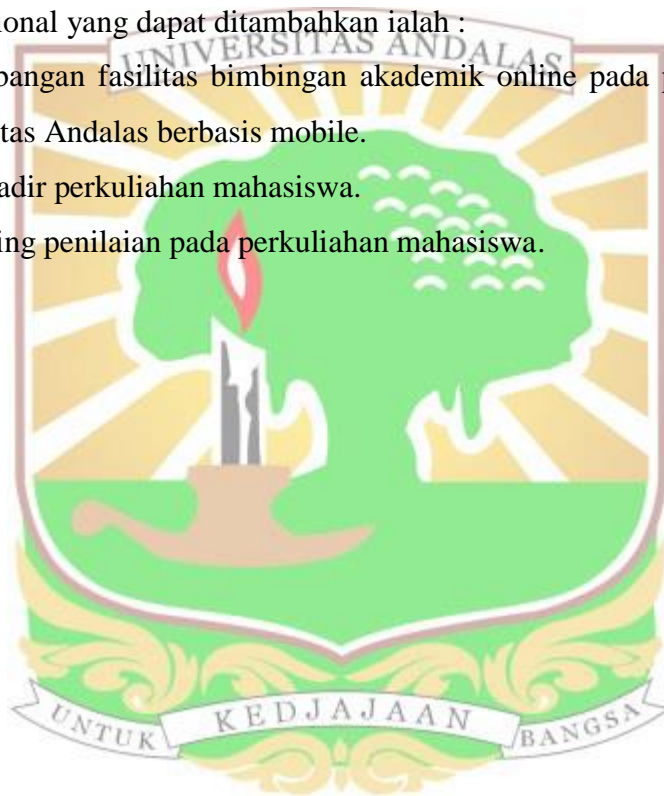 ional yang dapat ditambahkan ialah :
UNIVERSITAS ANDALAS
bangan fasilitas bimbingan akademik online pada p
tas Andalas berbasis mobile.
adir perkuliahan mahasiswa.
ing penilaian pada perkuliahan mahasiswa.
UNTUK KEDJAJAAN BANGSA